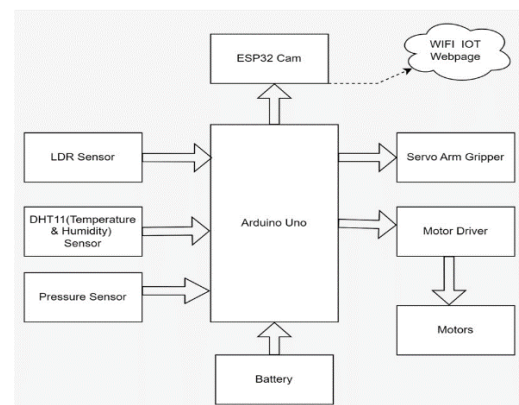 ESP32 Cam
WIFI IOT
Webpage
LDR Sensor
Servo Arm Gripper
DHT11(Temperature
& Humidity)
Sensor
Arduino Uno
Motor Driver
Pressure Sensor
Motors
Battery